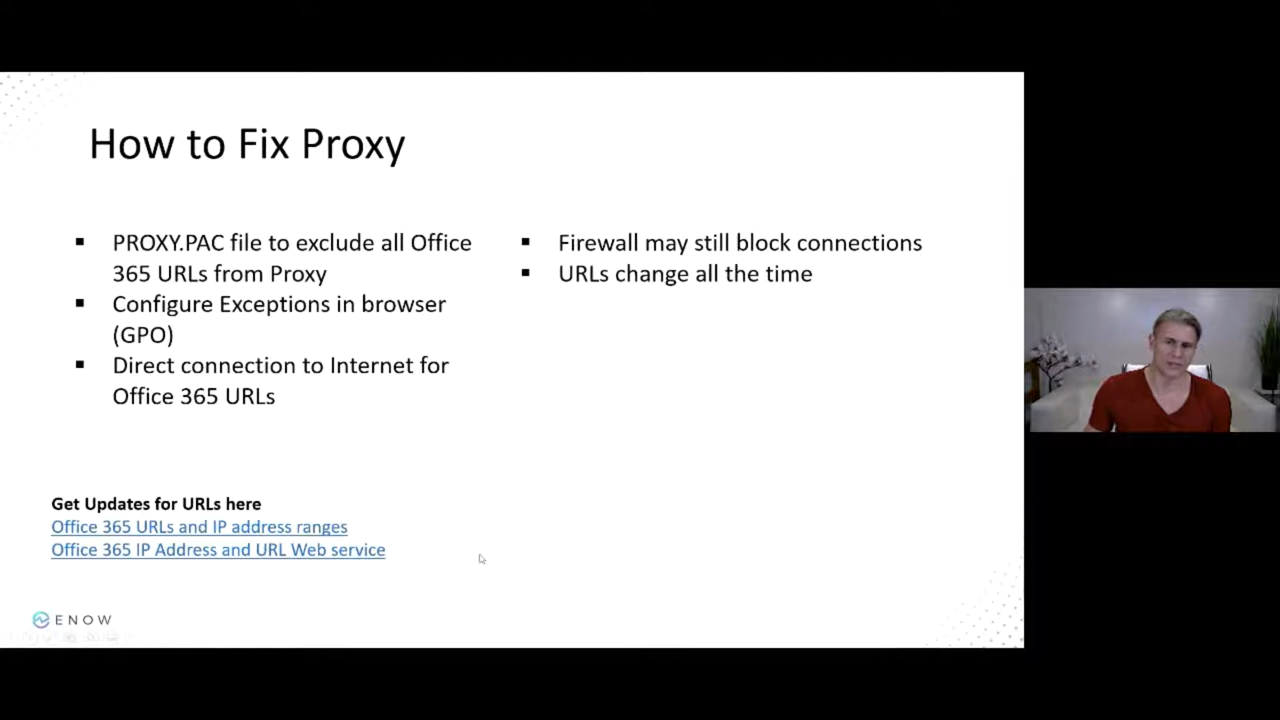 How to Fix Proxy
▪ PROXY.PAC file to exclude all Office
365 URLs from Proxy
▪ Configure Exceptions in browser
(GPO)
▪ Direct connection to Internet for
Office 365 URLs
▪ Firewall may still block connections
▪ URLs change all the time
Get Updates for URLs here
Office 365 URLs and IP address ranges
Office 365 IP Address and URL Web service
ENOW